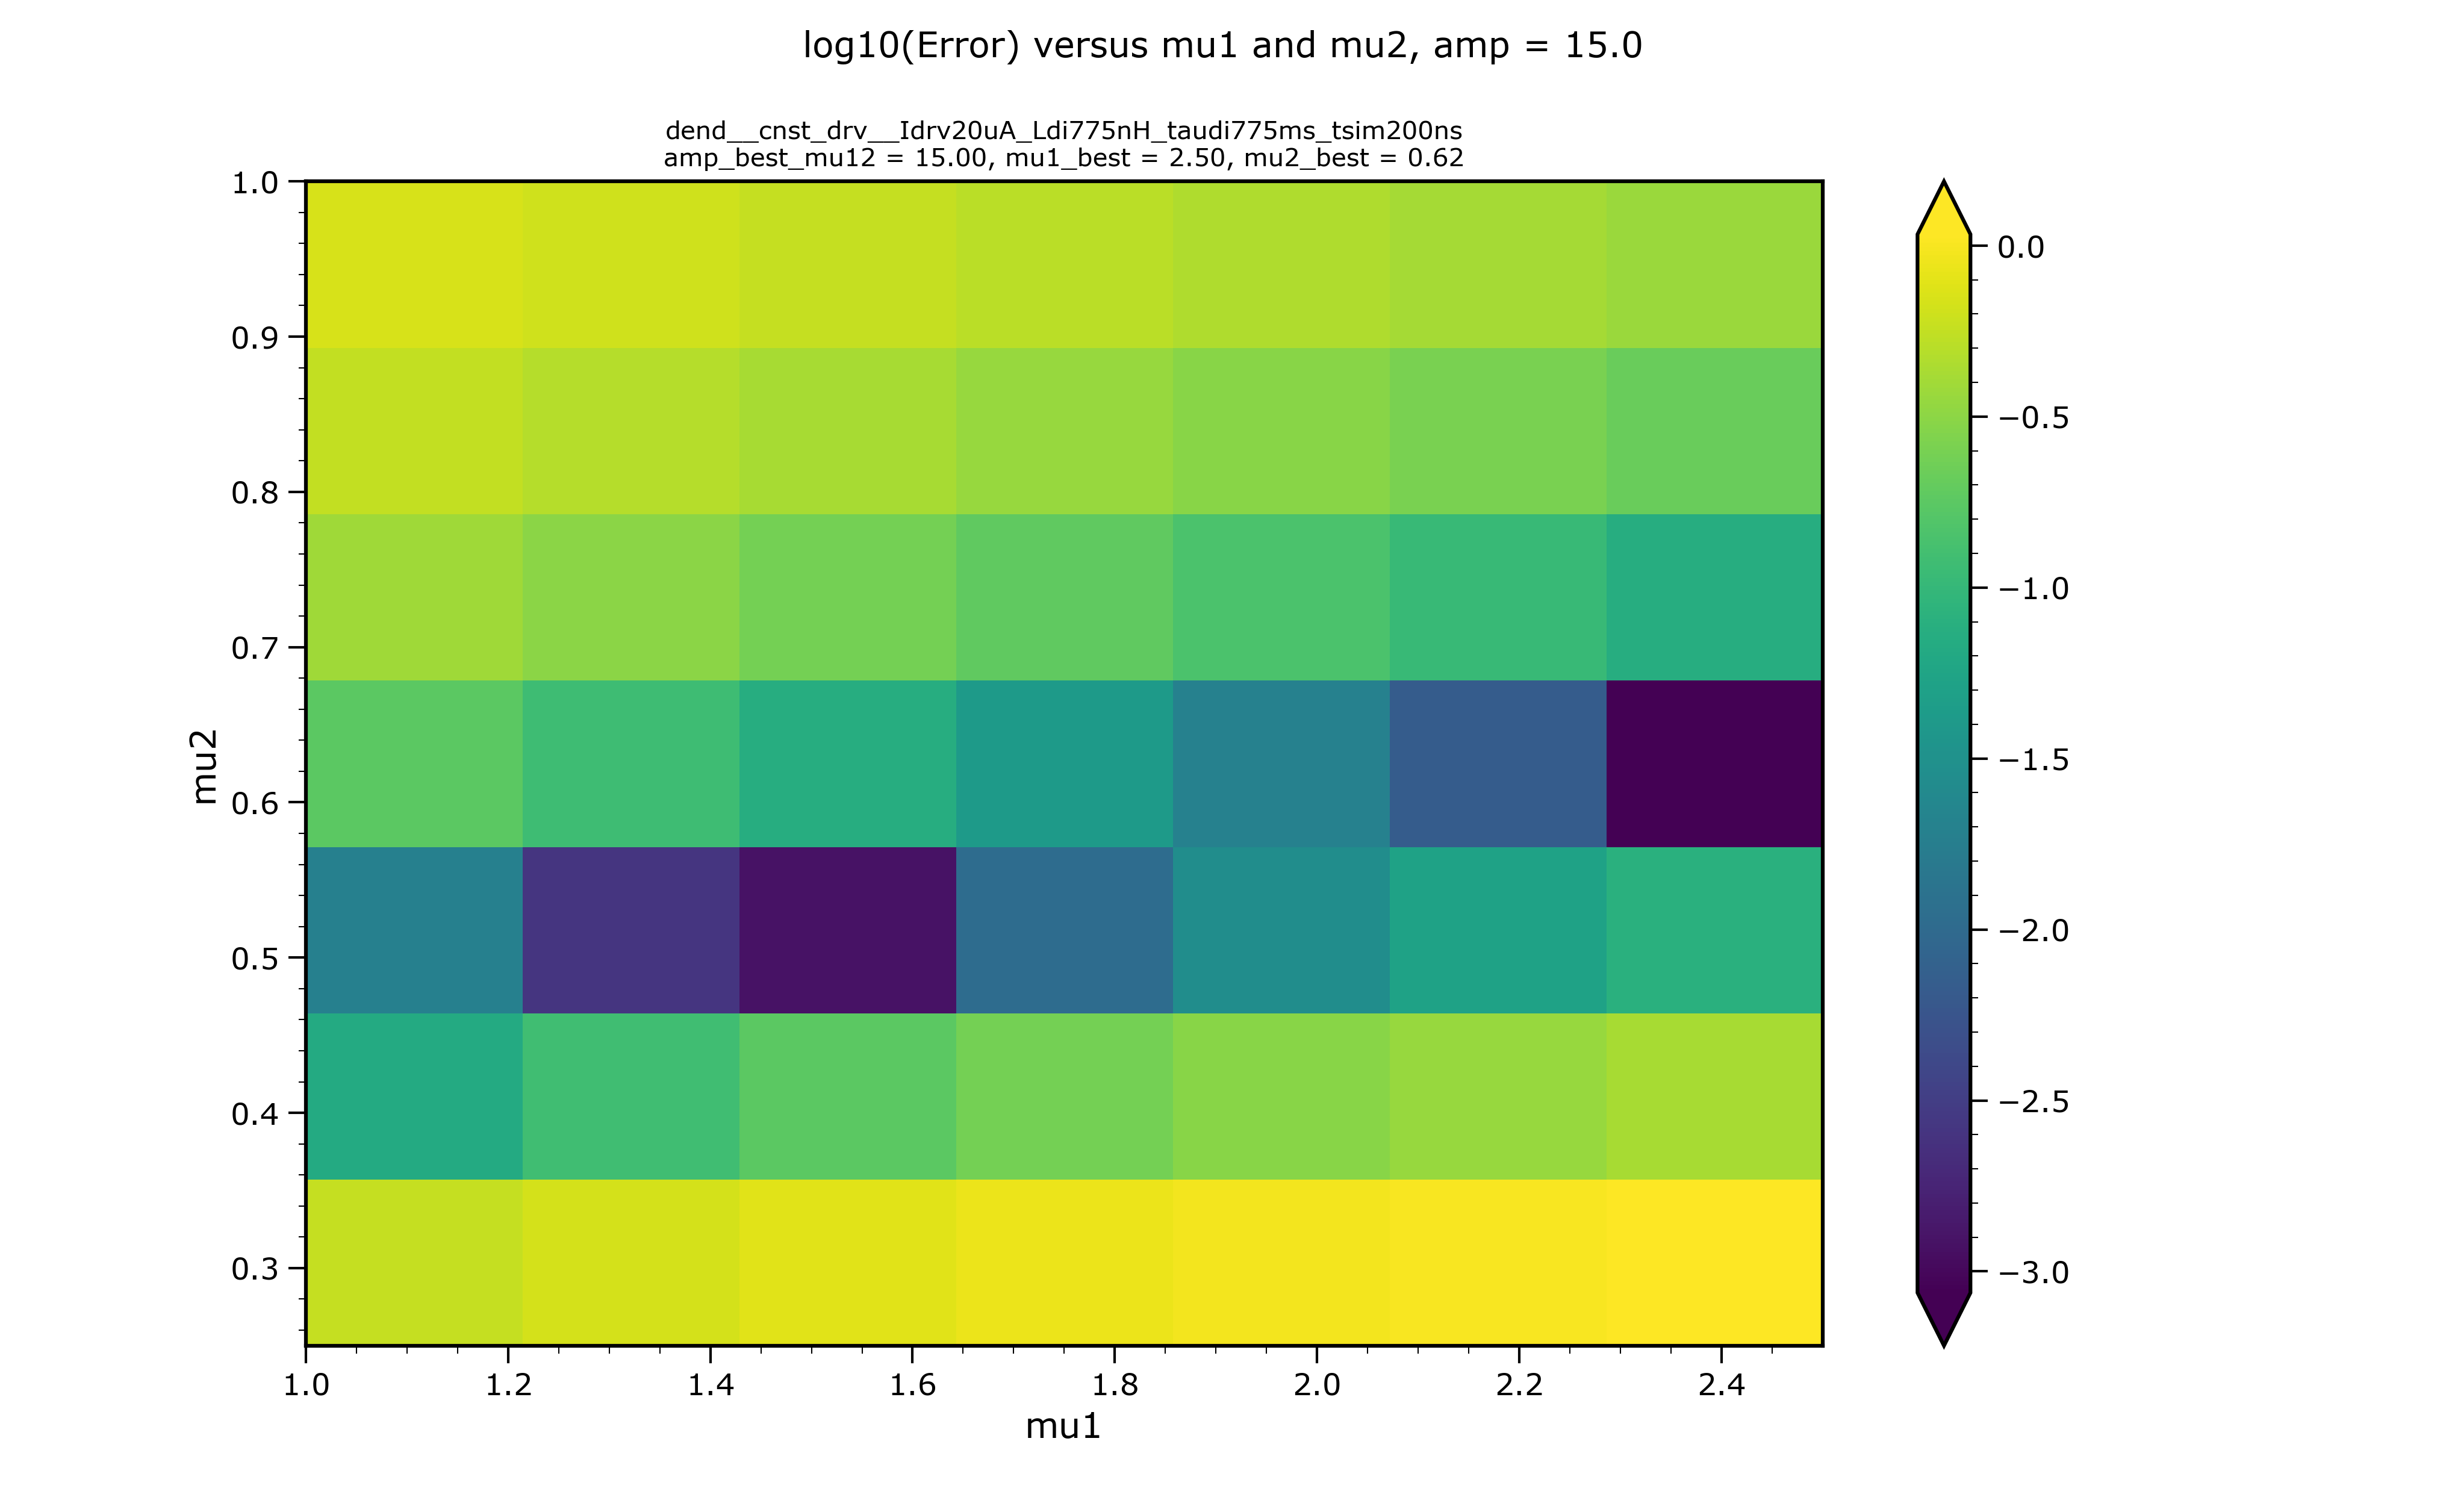 log10(Error) versus mu1 and mu2, amp = 15.0
dend__cnst_drv__Idrv20uA_Ldi775nH_taudi775ms_tsim200ns
amp_best_mu12 = 15.00, mu1_best = 2.50, mu2_best = 0.62
1.0
0.9
0.8
0.7
0.6
0.5
0.4
0.3
mu2
1.0 1.2 1.4 1.6 1.8 2.0 2.2 2.4
mu1
0.0
−0.5
−1.0
−1.5
−2.0
−2.5
−3.0